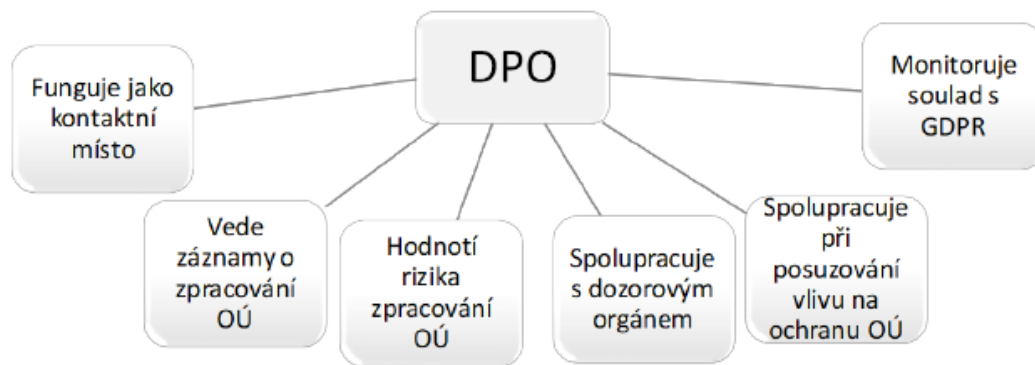 DPO
Funguje jako
kontaktní
místo
Vede
záznamy o
zpracování
OÚ
Hodnotí
rizika
zpracování
OÚ
Spolupracuje
s dozorovým
orgánem
Spolupracuje
při
posuzování
vlivu na
ochranu OÚ
Monitoruje
soulad s
GDPR